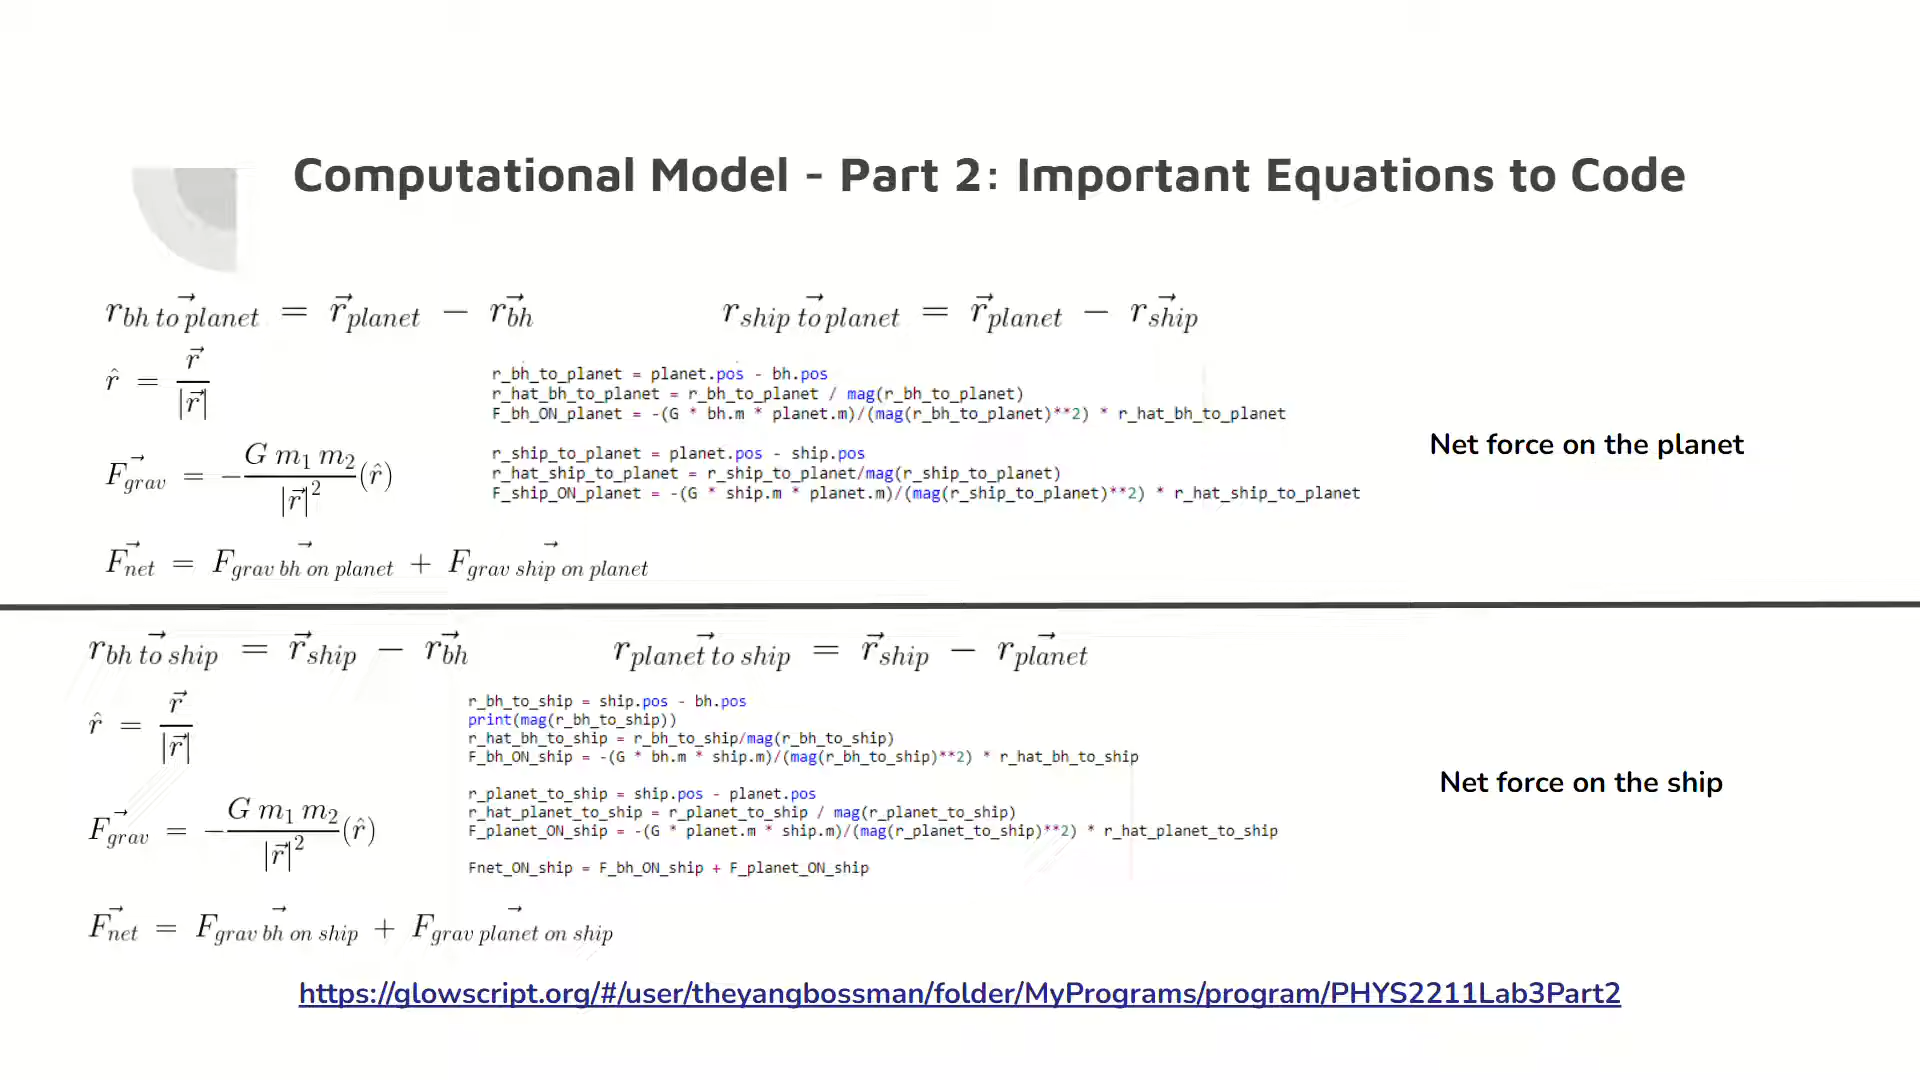 Computational Model - Part 2: Important Equations to Code
r⃗_{bh to planet} = r⃗_{planet} − r⃗_{bh}
r⃗_{ship to planet} = r⃗_{planet} − r⃗_{ship}
r̂ = r⃗ / |r⃗|
r_bh_to_planet = planet.pos - bh.pos
r_hat_bh_to_planet = r_bh_to_planet / mag(r_bh_to_planet)
F_bh_ON_planet = -(G * bh.m * planet.m)/(mag(r_bh_to_planet)**2) * r_hat_bh_to_planet
Net force on the planet
F⃗_{grav} = −(G m₁ m₂ / |r⃗|²)(r̂)
r_ship_to_planet = planet.pos - ship.pos
r_hat_ship_to_planet = r_ship_to_planet/mag(r_ship_to_planet)
F_ship_ON_planet = -(G * ship.m * planet.m)/(mag(r_ship_to_planet)**2) * r_hat_ship_to_planet
F⃗_{net} = F⃗_{grav bh on planet} + F⃗_{grav ship on planet}
r⃗_{bh to ship} = r⃗_{ship} − r⃗_{bh}
r⃗_{planet to ship} = r⃗_{ship} − r⃗_{planet}
r̂ = r⃗ / |r⃗|
r_bh_to_ship = ship.pos - bh.pos
print(mag(r_bh_to_ship))
r_hat_bh_to_ship = r_bh_to_ship/mag(r_bh_to_ship)
F_bh_ON_ship = -(G * bh.m * ship.m)/(mag(r_bh_to_ship)**2) * r_hat_bh_to_ship
Net force on the ship
F⃗_{grav} = −(G m₁ m₂ / |r⃗|²)(r̂)
r_planet_to_ship = ship.pos - planet.pos
r_hat_planet_to_ship = r_planet_to_ship / mag(r_planet_to_ship)
F_planet_ON_ship = -(G * planet.m * ship.m)/(mag(r_planet_to_ship)**2) * r_hat_planet_to_ship
Fnet_ON_ship = F_bh_ON_ship + F_planet_ON_ship
F⃗_{net} = F⃗_{grav bh on ship} + F⃗_{grav planet on ship}
https://glowscript.org/#/user/theyangbossman/folder/MyPrograms/program/PHYS2211Lab3Part2